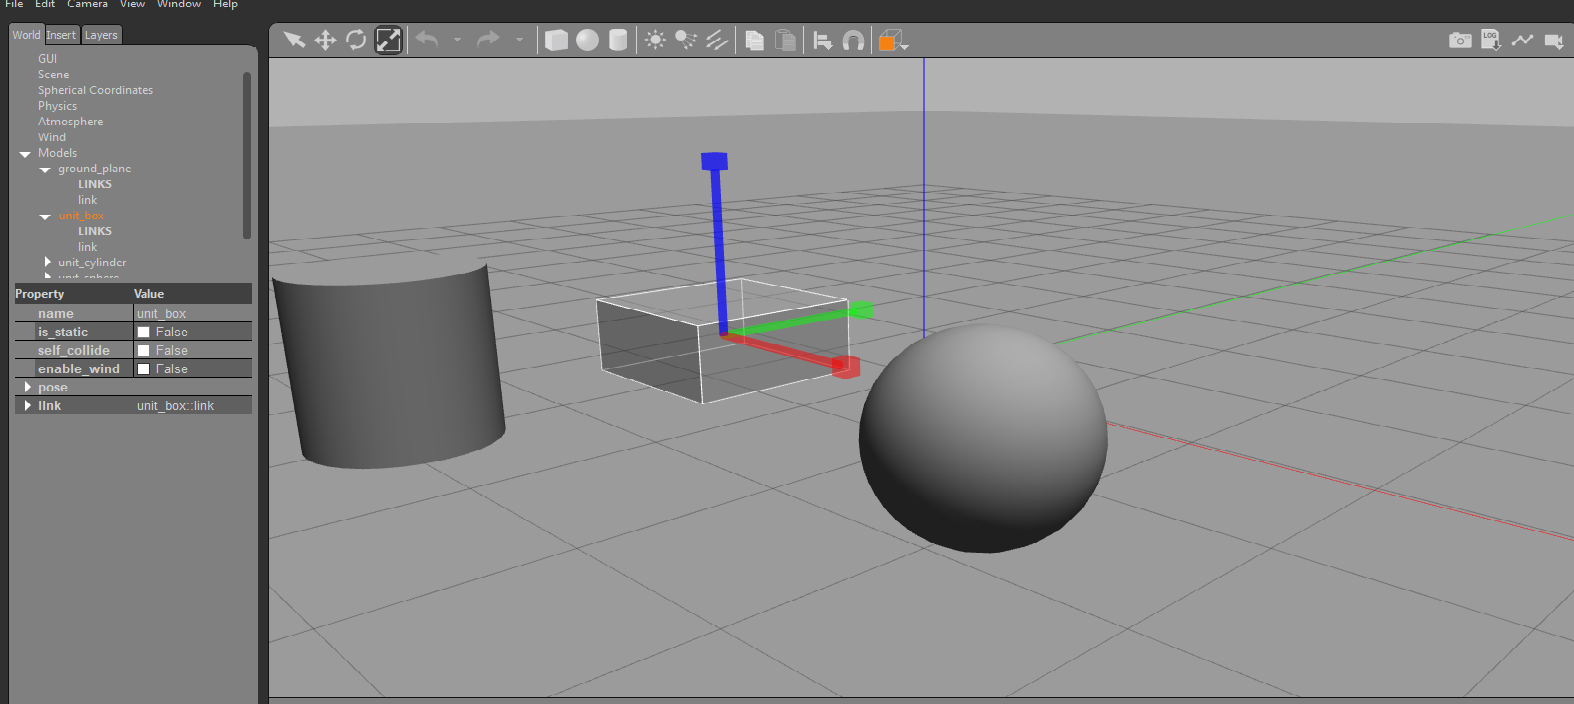 File Edit Camera View Window Help
World Insert Layers
GUI
Scene
Spherical Coordinates
Physics
Atmosphere
Wind
Models
ground_plane
LINKS
link
unit_box
LINKS
link
unit_cylinder
unit_sphere
Property Value
name unit_box
is_static False
self_collide False
enable_wind False
pose
link unit_box::link
LOG